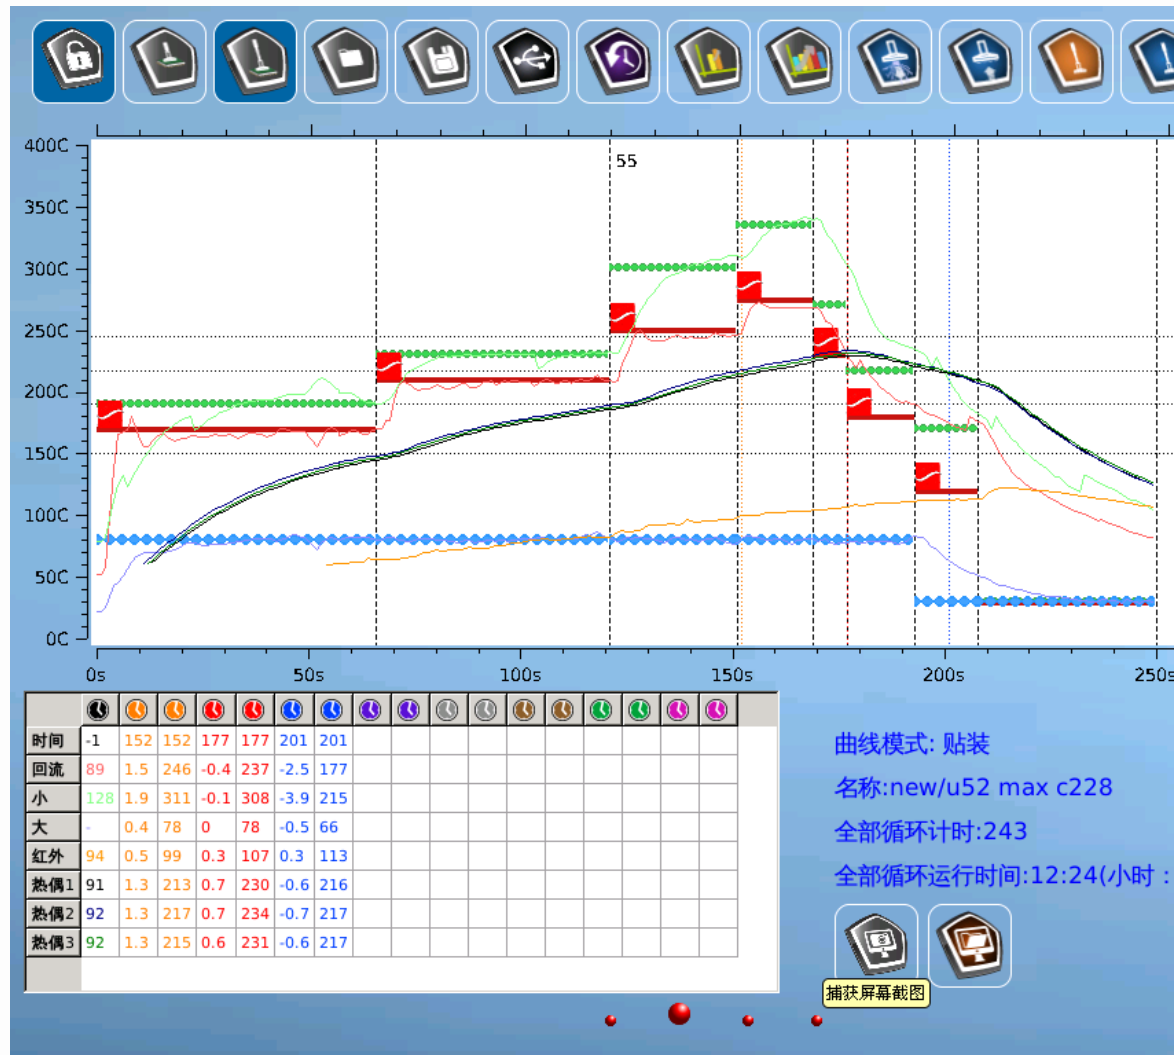 55
400C
350C
300C
250C
200C
150C
100C
50C
0C
0s 50s 100s 150s 200s 250s
时间 -1 152 152 177 177 201 201
回流 89 1.5 246 -0.4 237 -2.5 177
小 128 1.9 311 -0.1 308 -3.9 215
大 - 0.4 78 0 78 -0.5 66
红外 94 0.5 99 0.3 107 0.3 113
热偶1 91 1.3 213 0.7 230 -0.6 216
热偶2 92 1.3 217 0.7 234 -0.7 217
热偶3 92 1.3 215 0.6 231 -0.6 217
曲线模式: 贴装
名称:new/u52 max c228
全部循环计时:243
全部循环运行时间:12:24(小时：
捕获屏幕截图